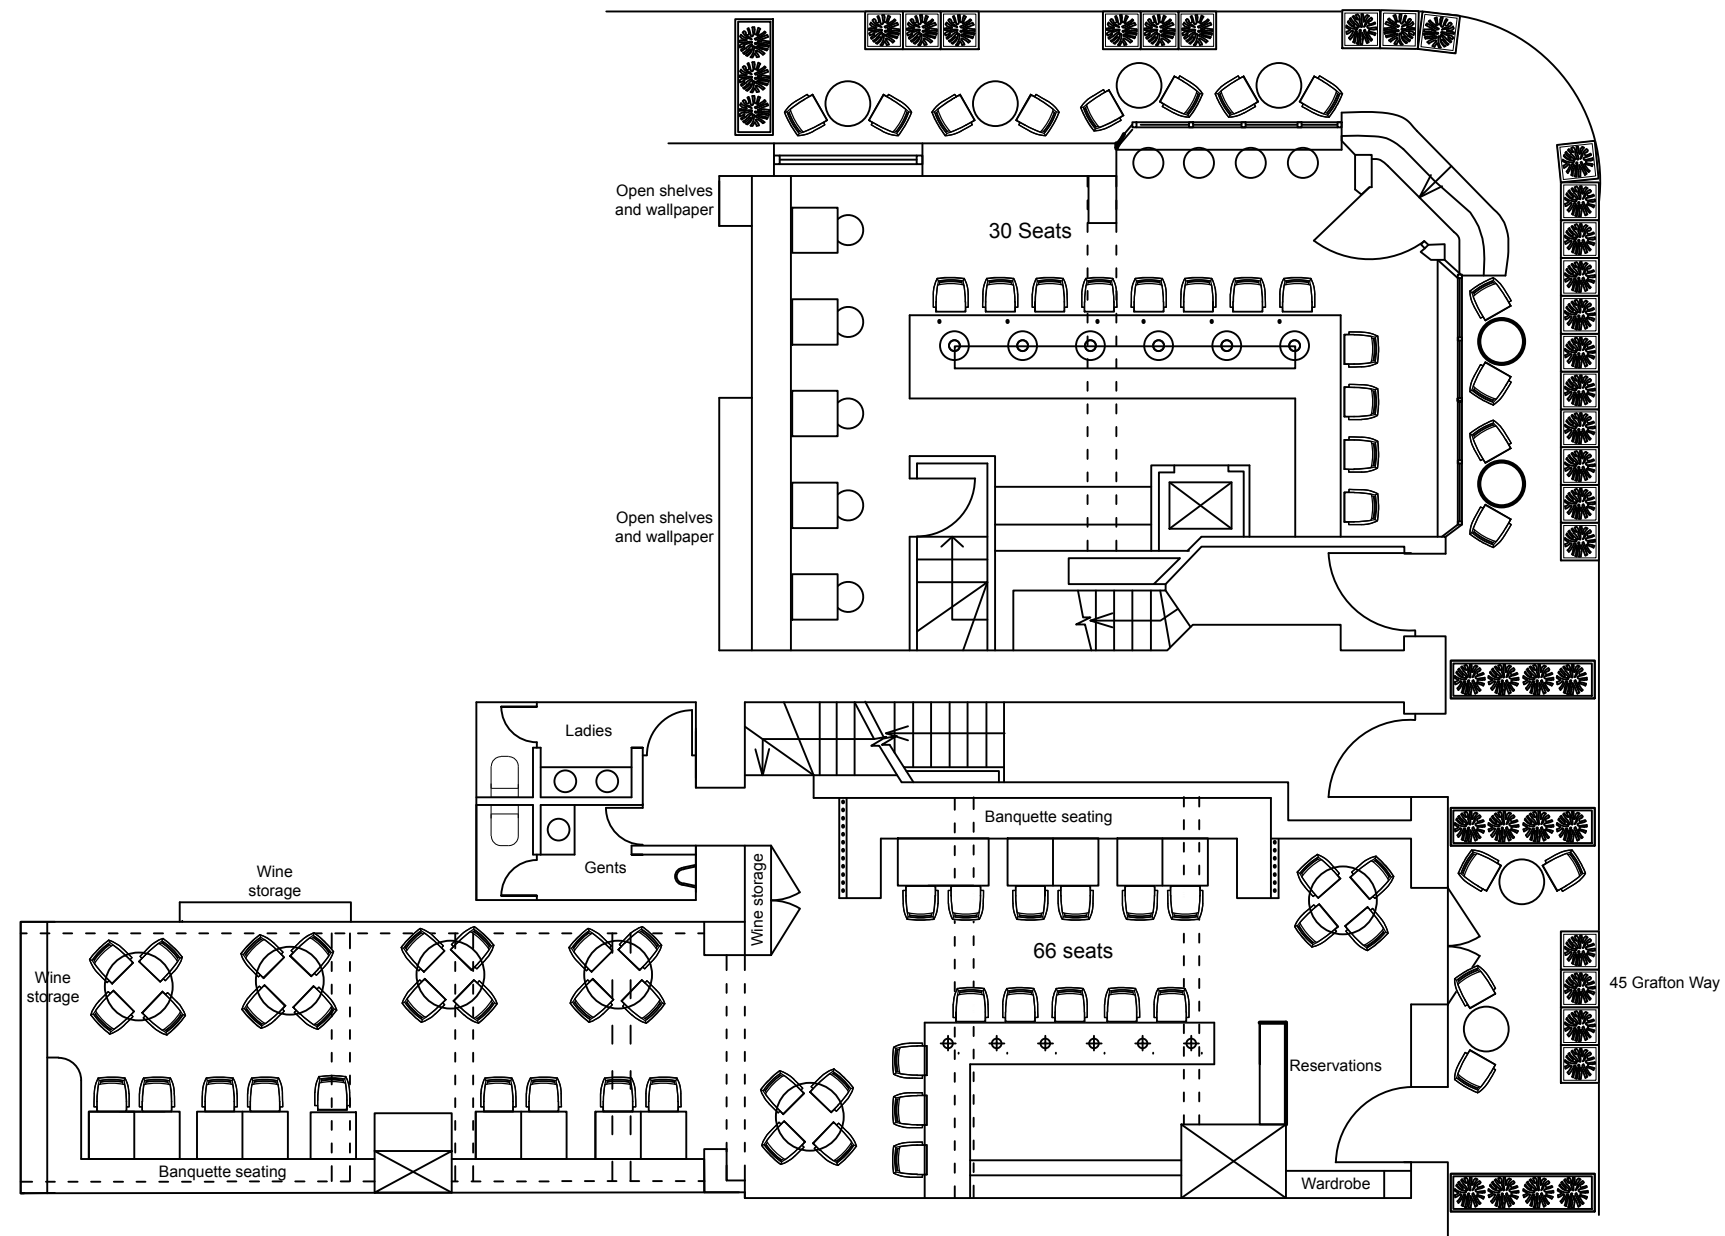 Open shelves
and wallpaper
30 Seats
Open shelves
and wallpaper
Ladies
Banquette seating
Gents
Wine
storage
Wine storage
66 seats
Wine
storage
45 Grafton Way
Reservations
Banquette seating
Wardrobe